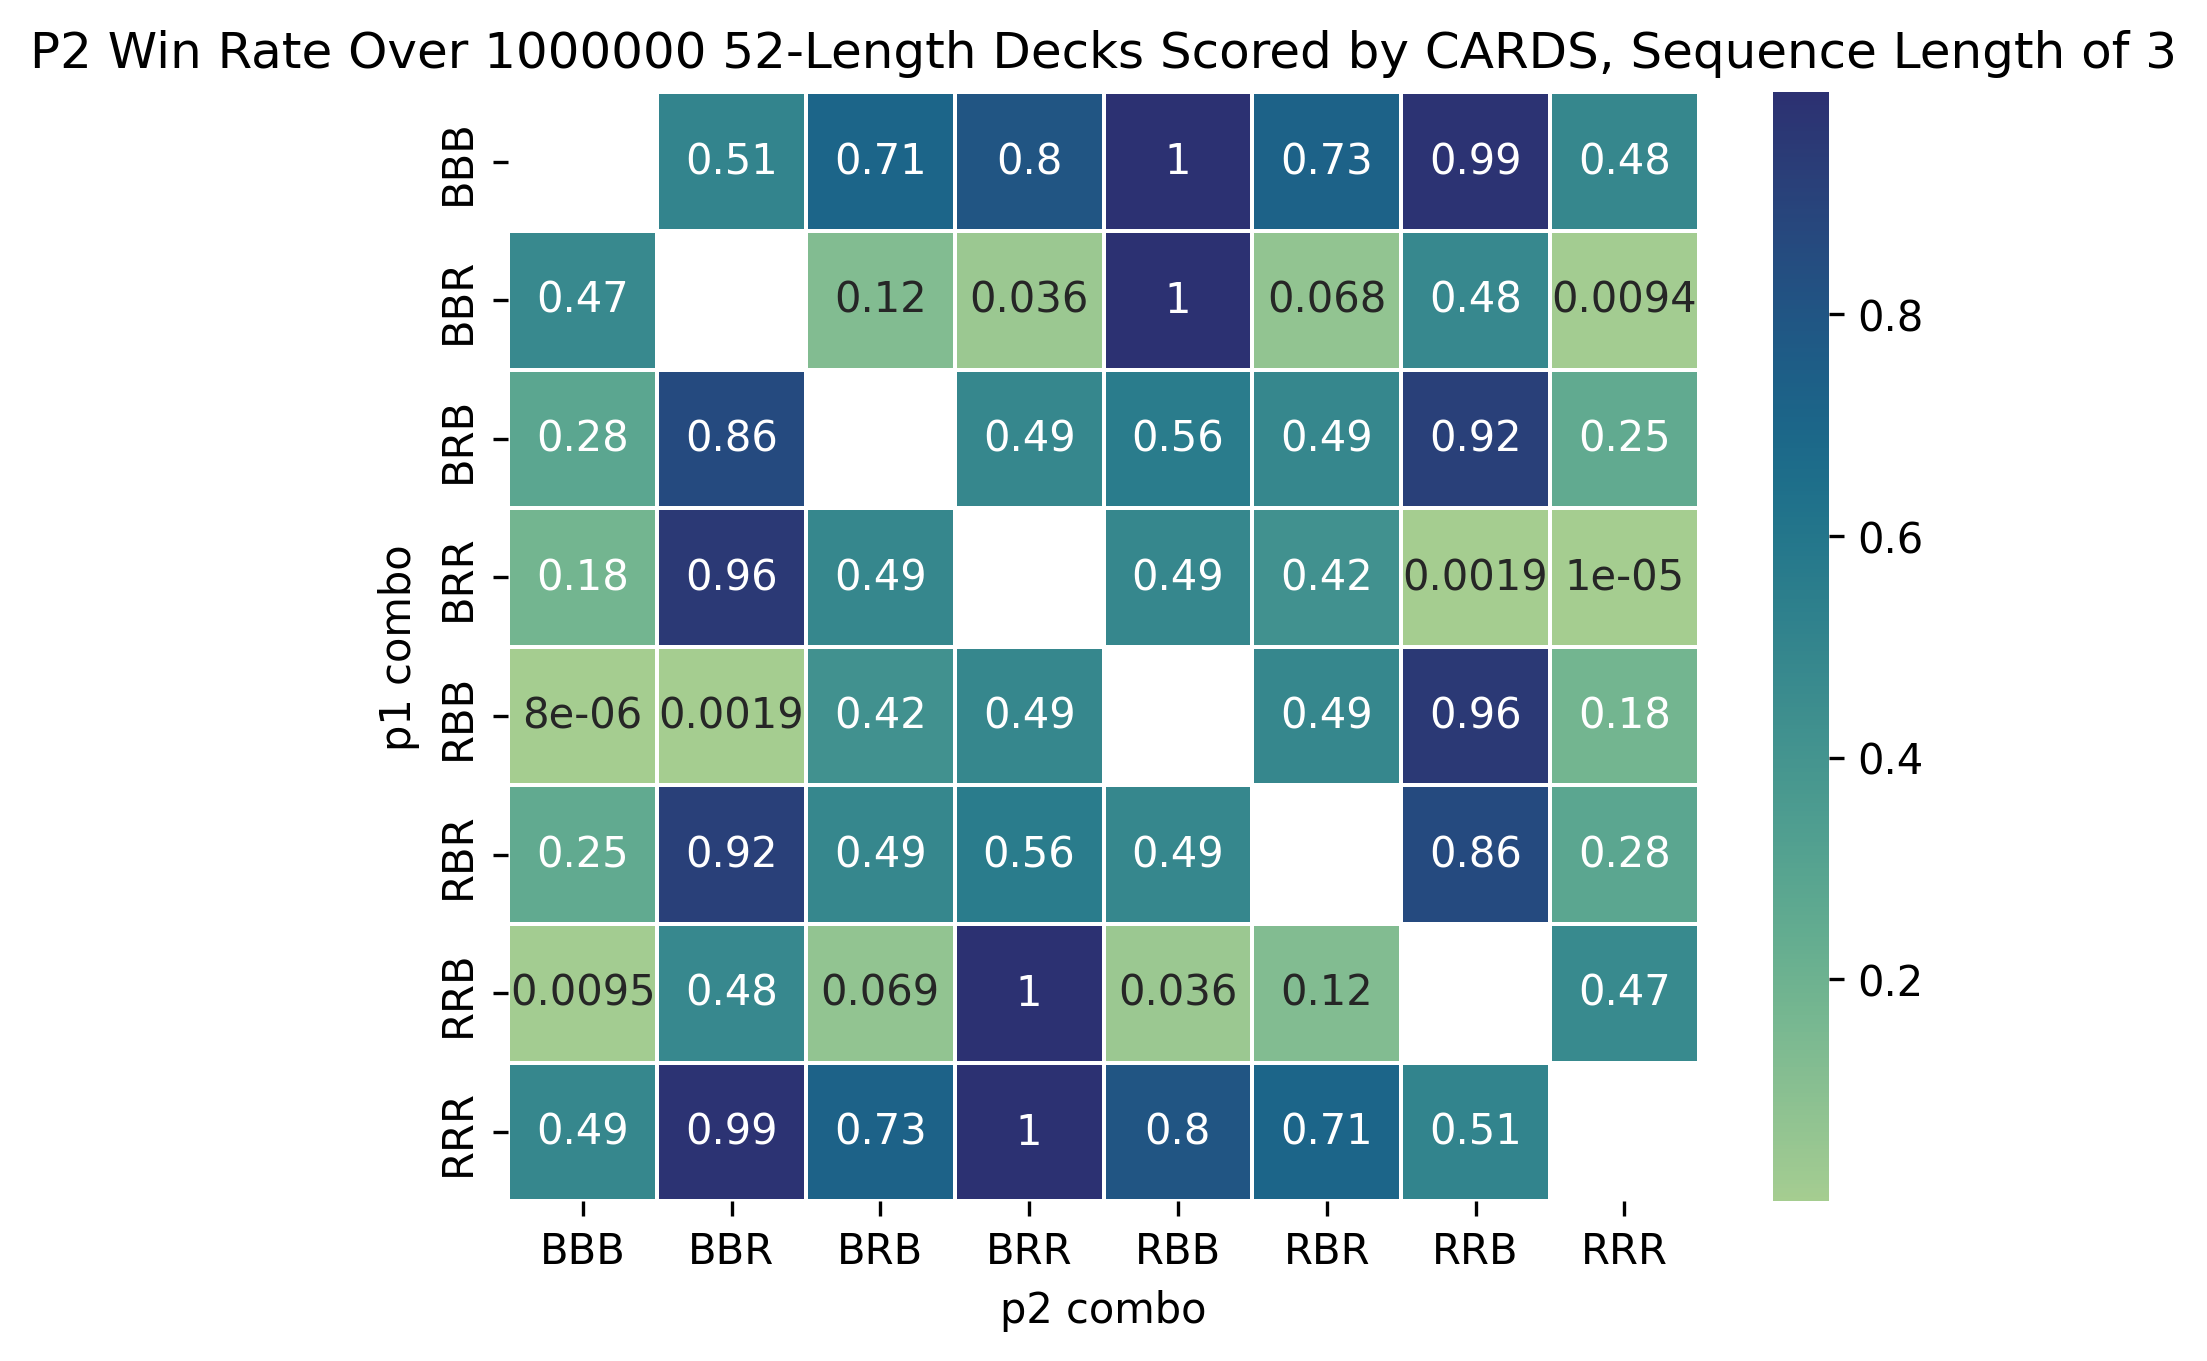 P2 Win Rate Over 1000000 52-Length Decks Scored by CARDS, Sequence Length of 3
BBB 0.51 0.71 0.8 1 0.73 0.99 0.48
BBR 0.47 0.12 0.036 1 0.068 0.48 0.0094
BRB 0.28 0.86 0.49 0.56 0.49 0.92 0.25
BRR 0.18 0.96 0.49 0.49 0.42 0.0019 1e-05
RBB 8e-06 0.0019 0.42 0.49 0.49 0.96 0.18
RBR 0.25 0.92 0.49 0.56 0.49 0.86 0.28
RRB 0.0095 0.48 0.069 1 0.036 0.12 0.47
RRR 0.49 0.99 0.73 1 0.8 0.71 0.51
p1 combo
BBB BBR BRB BRR RBB RBR RRB RRR
p2 combo
0.8
0.6
0.4
0.2